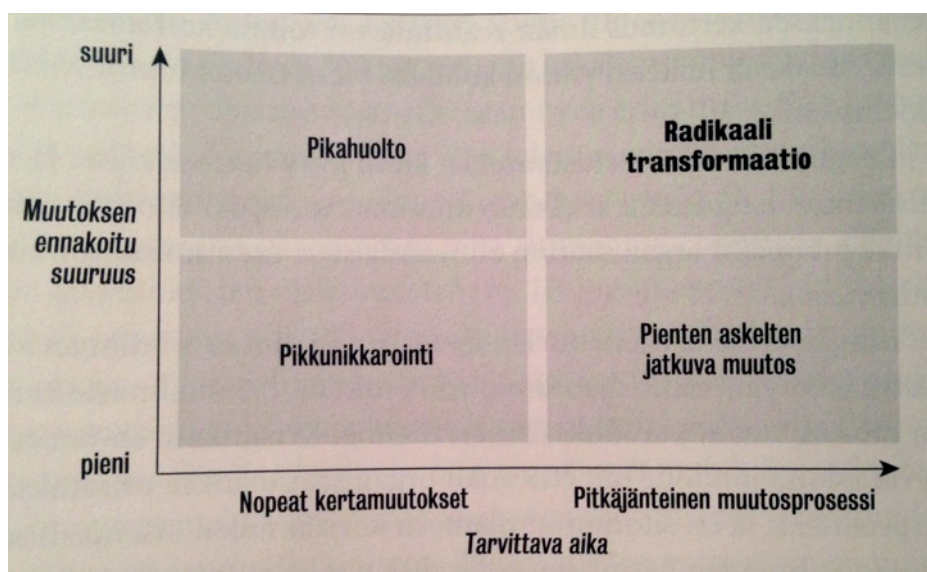 suuri
Pikahuolto
Radikaali
transformaatio
Muutoksen
ennakoitu
suuruus
Pikkunikkarointi
Pienten askelten
jatkuva muutos
pieni
Nopeat kertamuutokset
Pitkäjänteinen muutosprosessi
Tarvittava aika